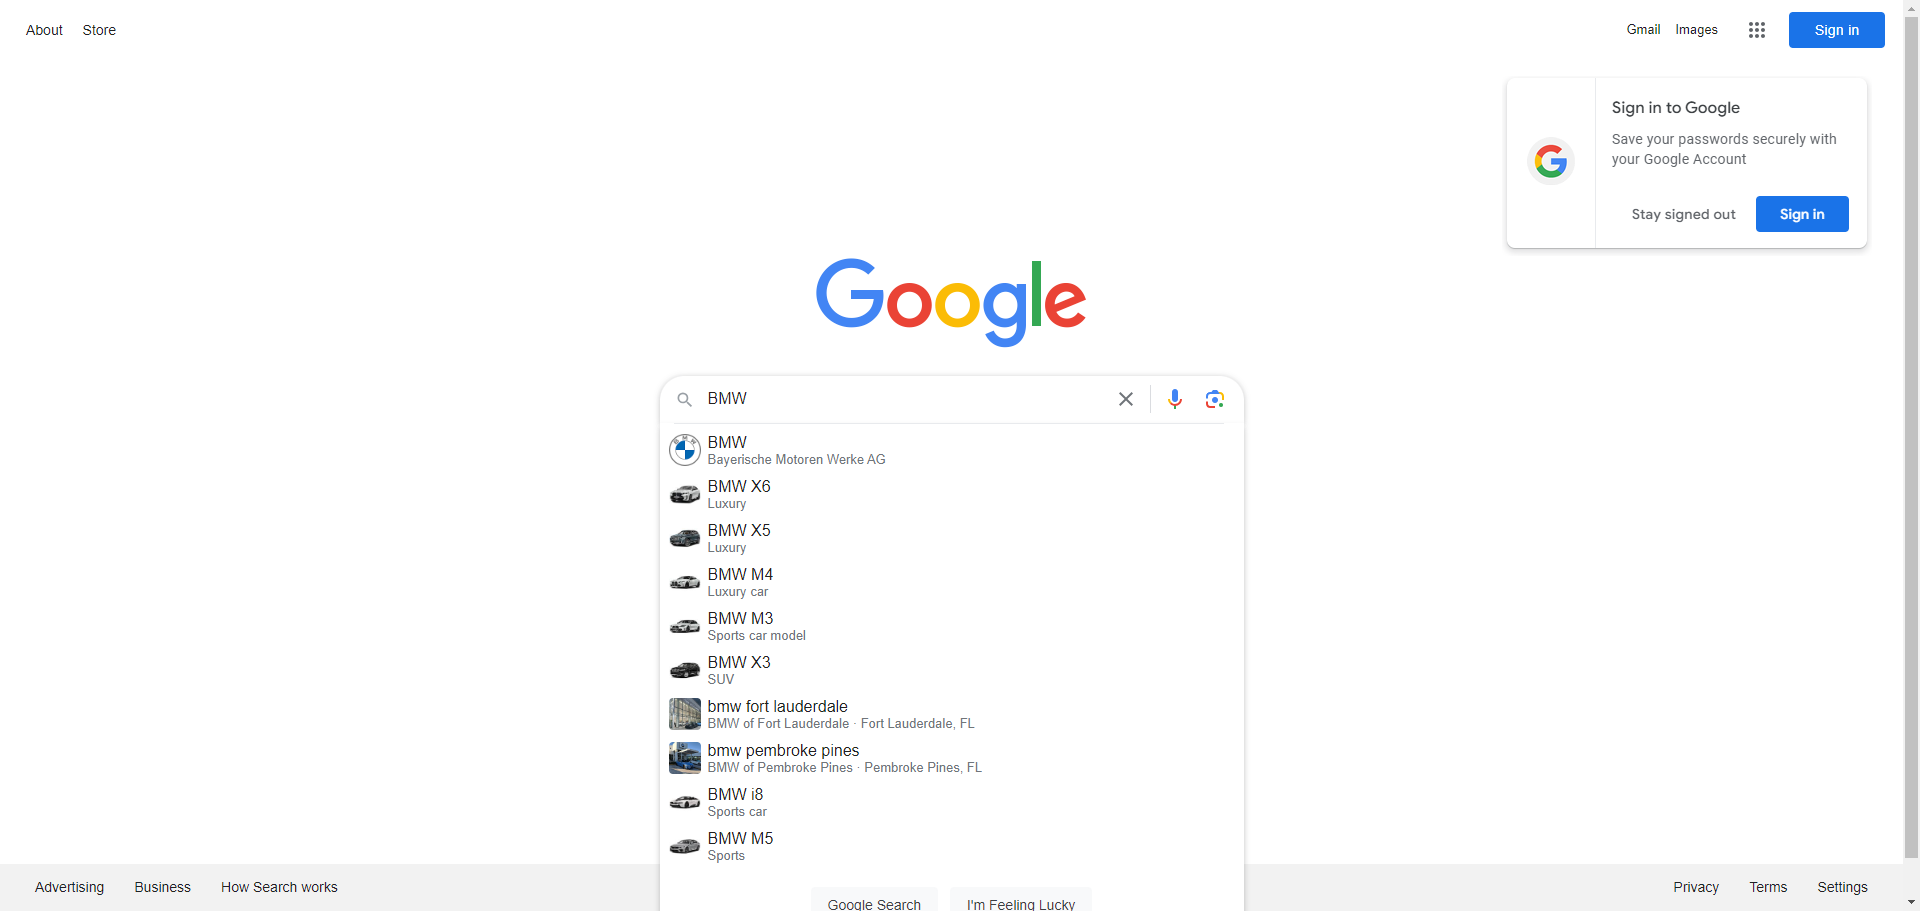 About Store
Gmail Images Sign in
Sign in to Google
Save your passwords securely with
your Google Account
Stay signed out Sign in
Google
BMW
BMW
Bayerische Motoren Werke AG
BMW X6
Luxury
BMW X5
Luxury
BMW M4
Luxury car
BMW M3
Sports car model
BMW X3
SUV
bmw fort lauderdale
BMW of Fort Lauderdale · Fort Lauderdale, FL
bmw pembroke pines
BMW of Pembroke Pines · Pembroke Pines, FL
BMW i8
Sports car
BMW M5
Sports
Google Search I'm Feeling Lucky
Advertising Business How Search works
Privacy Terms Settings